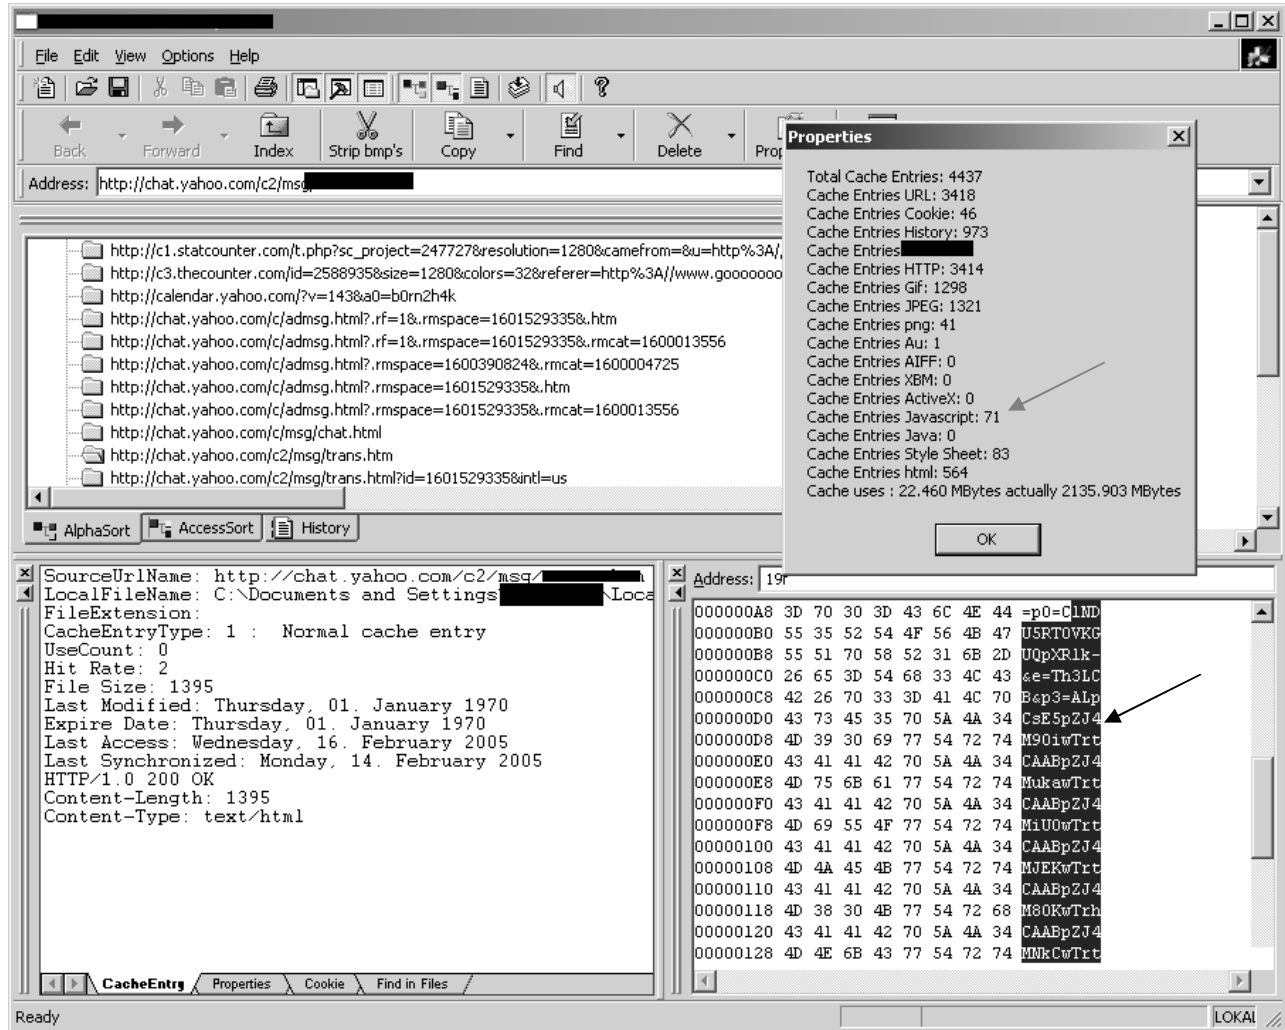 File Edit View Options Help
Back Forward Index Strip bmp's Copy Find Delete
Address: http://chat.yahoo.com/c2/msg
http://c1.statcounter.com/t.php?sc_project=247727&resolution=1280&camefrom=&u=http%3A/
http://c3.thecounter.com/id=2588935&size=1280&colors=32&referer=http%3A//www.gooooooo
http://calendar.yahoo.com/?v=143&a0=b0rn2h4k
http://chat.yahoo.com/c/admsg.html?.rf=1&.rmspace=1601529335&.htm
http://chat.yahoo.com/c/admsg.html?.rf=1&.rmspace=1601529335&.rmcat=1600013556
http://chat.yahoo.com/c/admsg.html?.rmspace=1600390824&.rmcat=1600004725
http://chat.yahoo.com/c/admsg.html?.rmspace=1601529335&.htm
http://chat.yahoo.com/c/admsg.html?.rmspace=1601529335&.rmcat=1600013556
http://chat.yahoo.com/c/msg/chat.html
http://chat.yahoo.com/c2/msg/trans.htm
http://chat.yahoo.com/c2/msg/trans.html?id=1601529335&intl=us
AlphaSort AccessSort History
Properties
Total Cache Entries: 4437
Cache Entries URL: 3418
Cache Entries Cookie: 46
Cache Entries History: 973
Cache Entries
Cache Entries HTTP: 3414
Cache Entries Gif: 1298
Cache Entries JPEG: 1321
Cache Entries png: 41
Cache Entries Au: 1
Cache Entries AIFF: 0
Cache Entries XBM: 0
Cache Entries ActiveX: 0
Cache Entries Javascript: 71
Cache Entries Java: 0
Cache Entries Style Sheet: 83
Cache Entries html: 564
Cache uses : 22.460 MBytes actually 2135.903 MBytes
OK
SourceUrlName: http://chat.yahoo.com/c2/msg/
LocalFileName: C:\Documents and Settings \Loca
FileExtension:
CacheEntryType: 1 : Normal cache entry
UseCount: 0
Hit Rate: 2
File Size: 1395
Last Modified: Thursday, 01. January 1970
Expire Date: Thursday, 01. January 1970
Last Access: Wednesday, 16. February 2005
Last Synchronized: Monday, 14. February 2005
HTTP/1.0 200 OK
Content-Length: 1395
Content-Type: text/html
CacheEntry Properties Cookie Find in Files
Address: 19f
000000A8 3D 70 30 3D 43 6C 4E 44 =p0=ClND
000000B0 55 35 52 54 4F 56 4B 47 U5RTOVKG
000000B8 55 51 70 58 52 31 6B 2D UQpXR1k-
000000C0 26 65 3D 54 68 33 4C 43 &e=Th3LC
000000C8 42 26 70 33 3D 41 4C 70 B&p3=ALp
000000D0 43 73 45 35 70 5A 4A 34 CsE5pZJ4
000000D8 4D 39 30 69 77 54 72 74 M90iwTrt
000000E0 43 41 41 42 70 5A 4A 34 CAABpZJ4
000000E8 4D 75 6B 61 77 54 72 74 MukawTrt
000000F0 43 41 41 42 70 5A 4A 34 CAABpZJ4
000000F8 4D 69 55 4F 77 54 72 74 MiUOwTrt
00000100 43 41 41 42 70 5A 4A 34 CAABpZJ4
00000108 4D 4A 45 4B 77 54 72 74 MJEKwTrt
00000110 43 41 41 42 70 5A 4A 34 CAABpZJ4
00000118 4D 38 30 4B 77 54 72 68 M80KwTrh
00000120 43 41 41 42 70 5A 4A 34 CAABpZJ4
00000128 4D 4E 6B 43 77 54 72 74 MNkCwTrt
Ready LOKAL